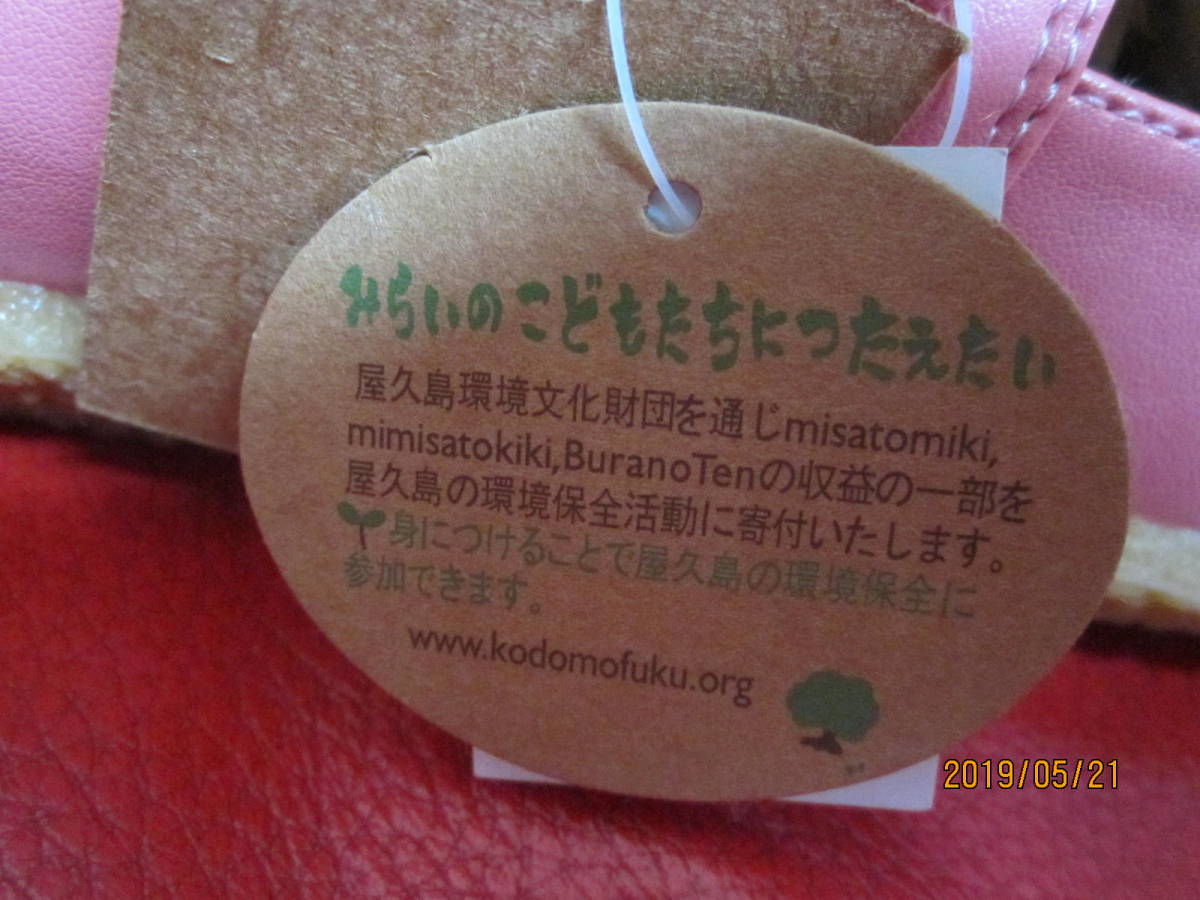 みらいのこどもたちにつたえたい
屋久島環境文化財団を通じmisatomiki,
mimisatokiki,BuranoTenの収益の一部を
屋久島の環境保全活動に寄付いたします。
身につけることで屋久島の環境保全に
参加できます。
www.kodomofuku.org
2019/05/21